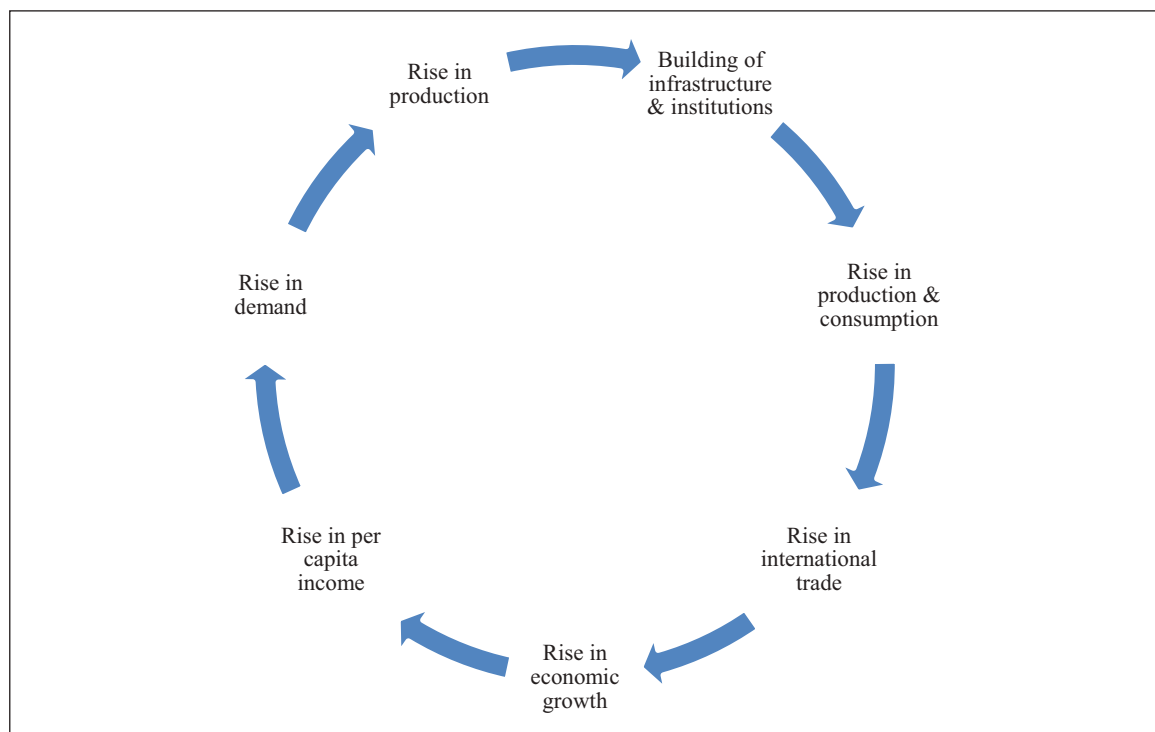 Building of
infrastructure
& institutions
Rise in
production &
consumption
Rise in
international
trade
Rise in
economic
growth
Rise in per
capita
income
Rise in
demand
Rise in
production